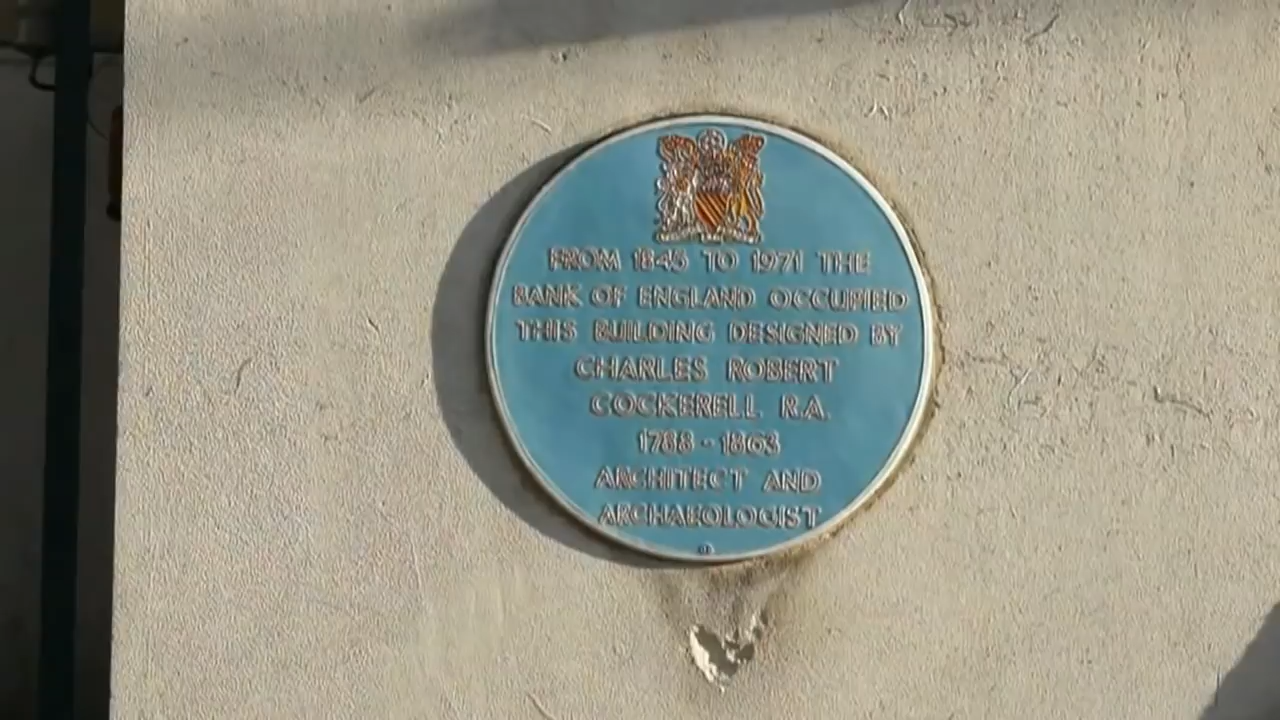 FROM 1845 TO 1971 THE
BANK OF ENGLAND OCCUPIED
THIS BUILDING DESIGNED BY
CHARLES ROBERT
COCKERELL R.A.
1788 - 1863
ARCHITECT AND
ARCHAEOLOGIST